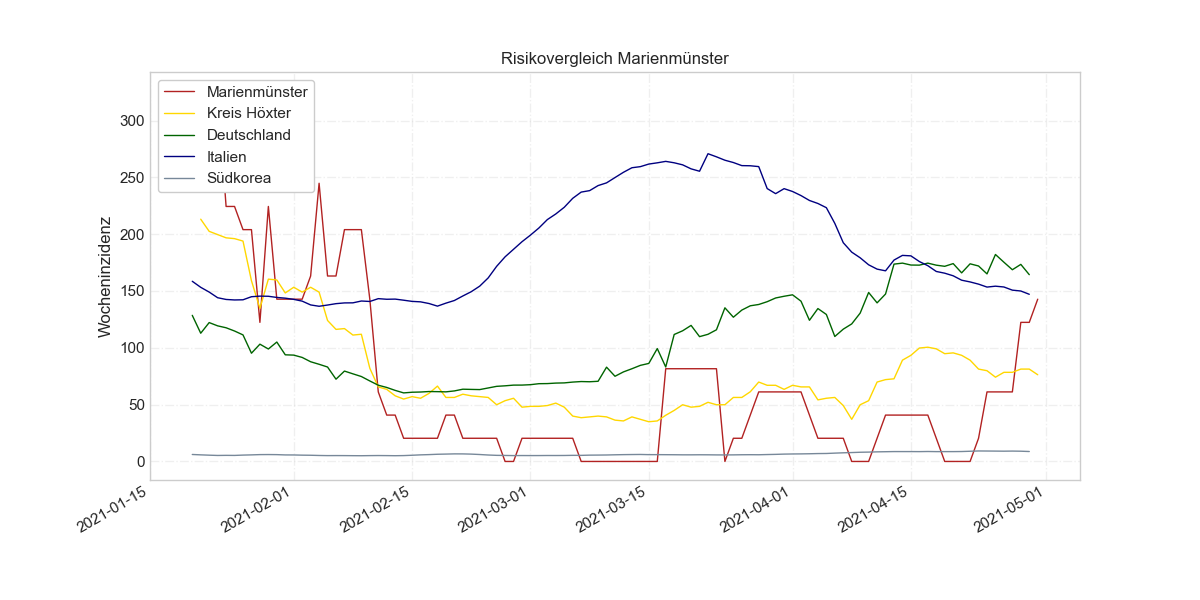 Risikovergleich Marienmünster
Marienmünster
Kreis Höxter
Deutschland
Italien
Südkorea
Wocheninzidenz
300
250
200
150
100
50
0
2021-01-15
2021-02-01
2021-02-15
2021-03-01
2021-03-15
2021-04-01
2021-04-15
2021-05-01